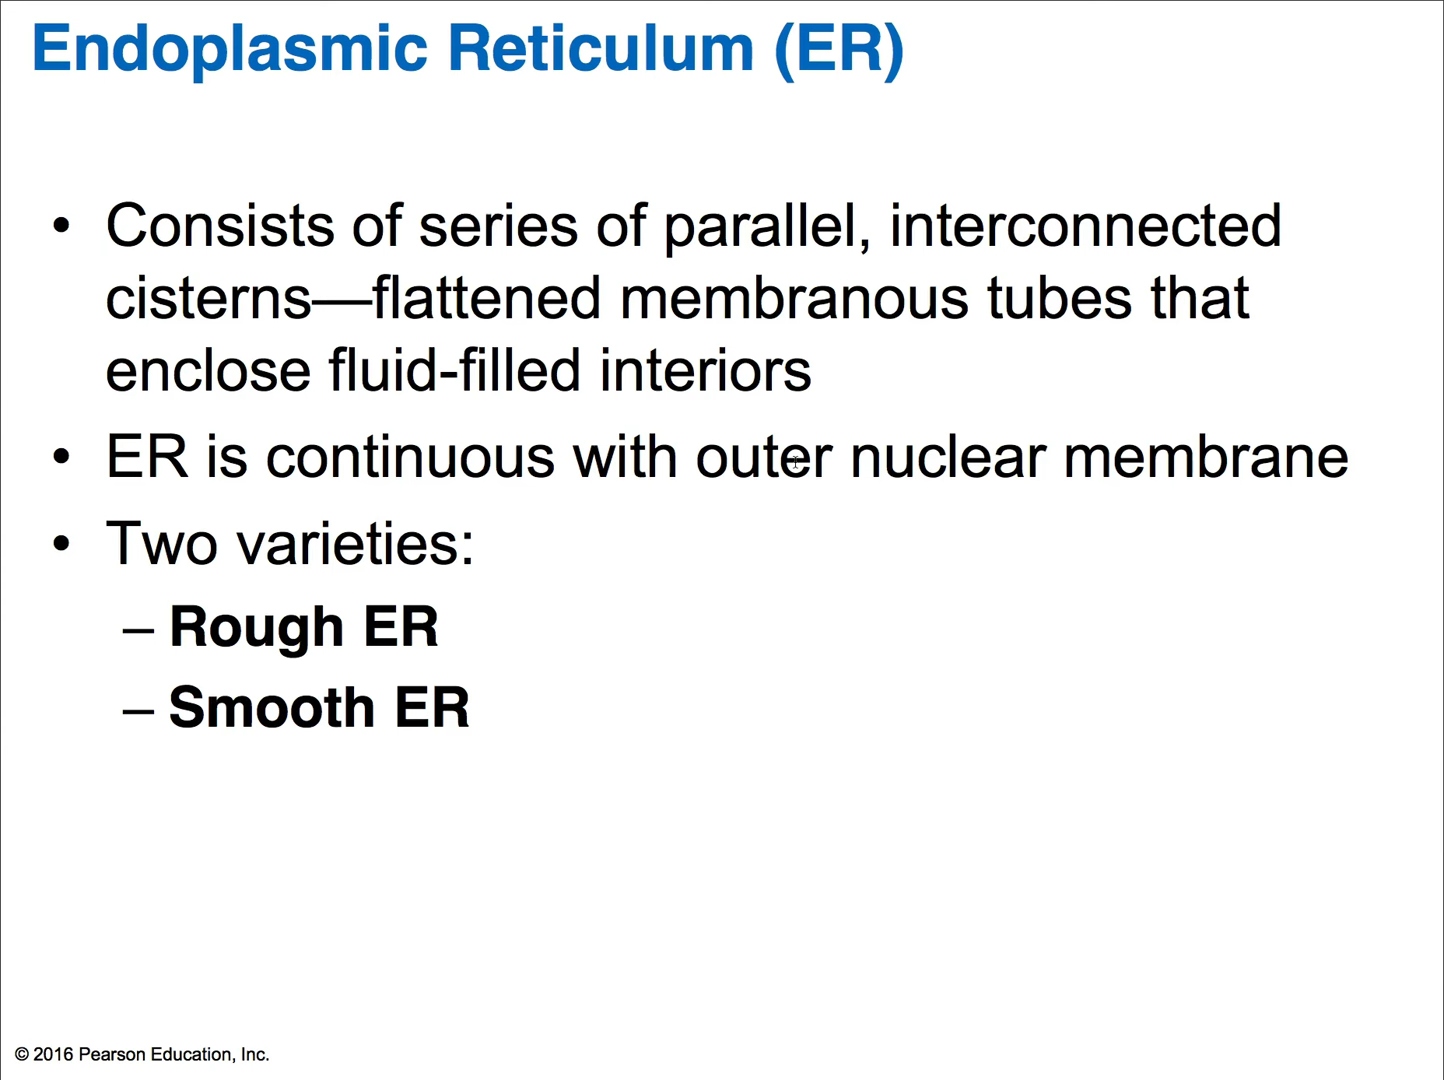 Endoplasmic Reticulum (ER)
• Consists of series of parallel, interconnected
cisterns—flattened membranous tubes that
enclose fluid-filled interiors
• ER is continuous with outer nuclear membrane
• Two varieties:
– Rough ER
– Smooth ER
© 2016 Pearson Education, Inc.